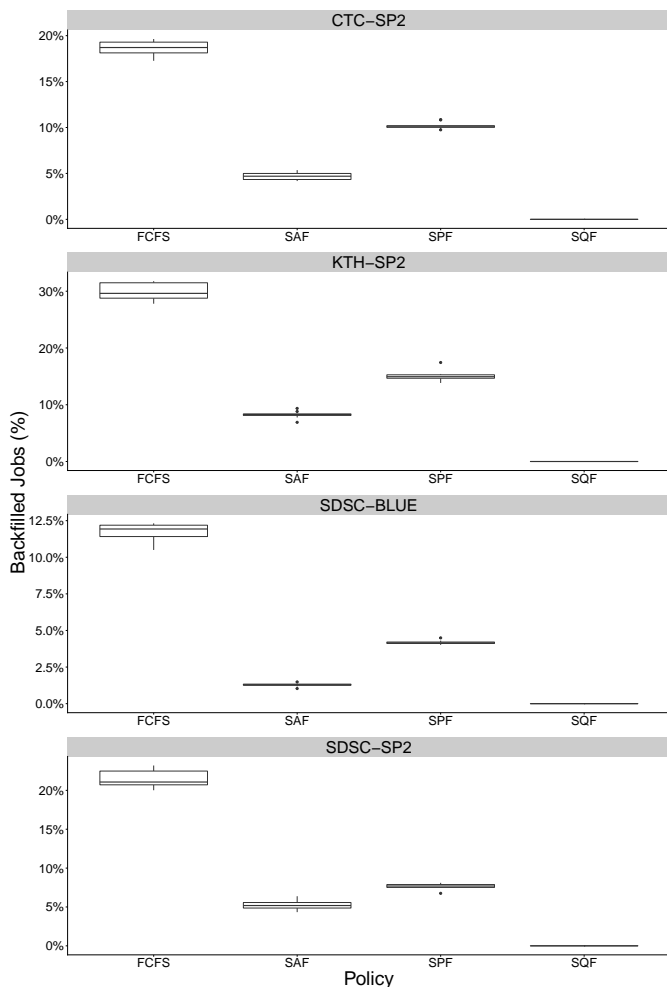 CTC−SP2
20%
15%
10%
5%
0%
FCFS SAF SPF SQF
KTH−SP2
30%
20%
10%
0%
FCFS SAF SPF SQF
Backfilled Jobs (%)
SDSC−BLUE
12.5%
10.0%
7.5%
5.0%
2.5%
0.0%
FCFS SAF SPF SQF
SDSC−SP2
20%
15%
10%
5%
0%
FCFS SAF SPF SQF
Policy